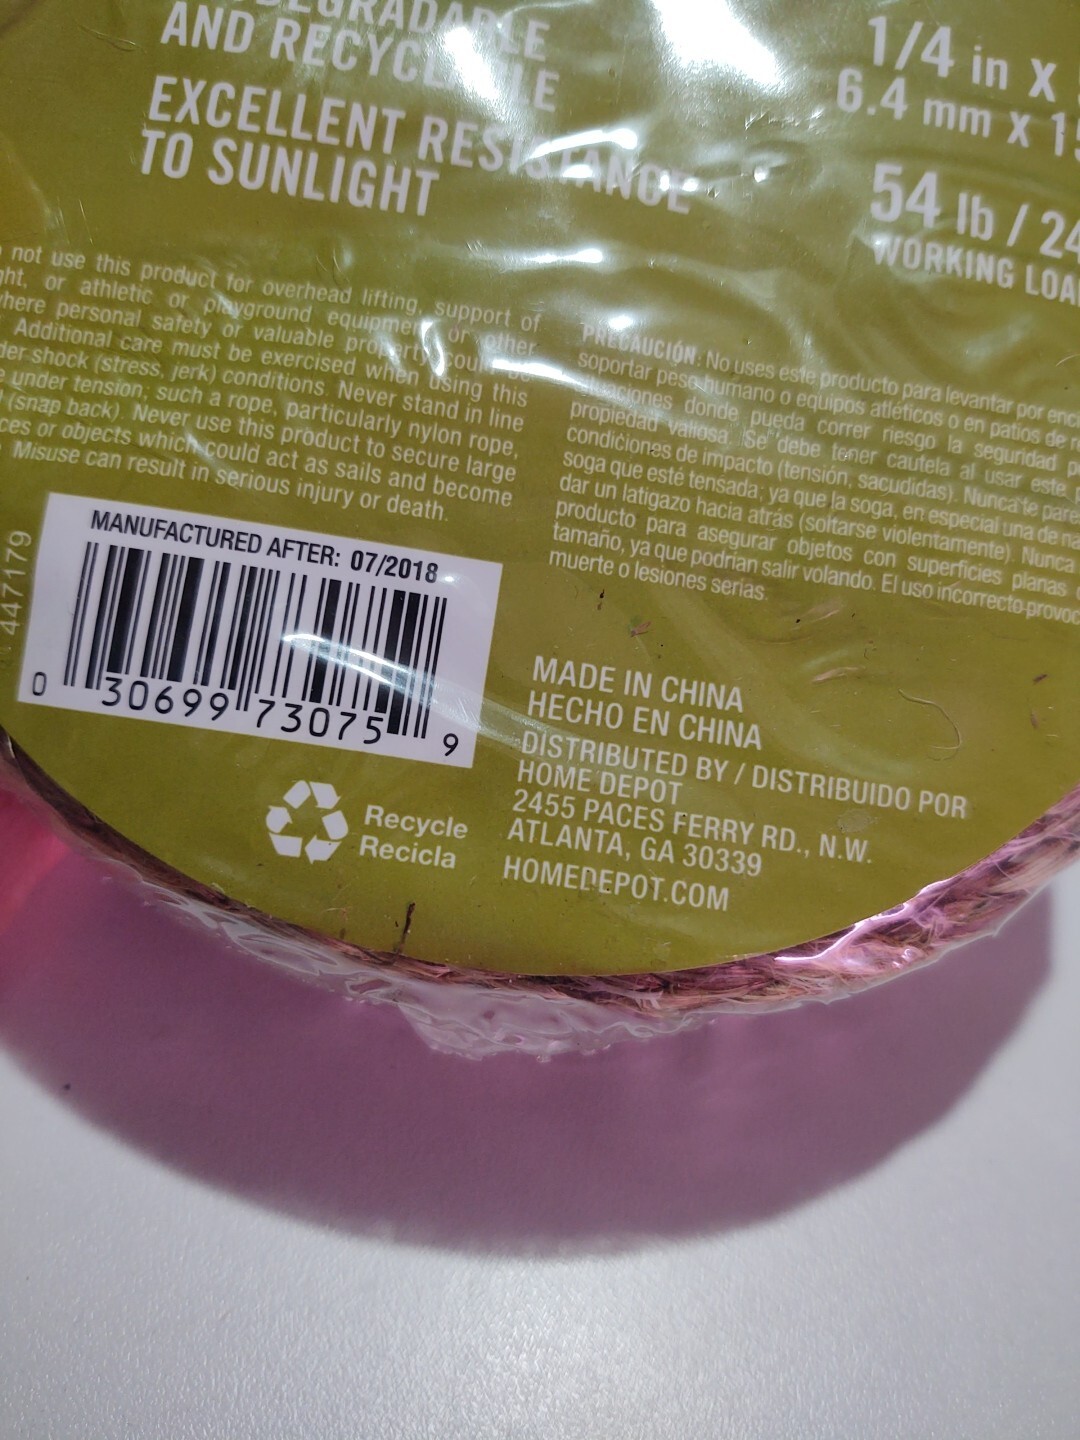 AND RECYCLABLE
EXCELLENT RESISTANCE
TO SUNLIGHT
1/4 in X
6.4 mm x
54 lb / 24
WORKING
not use this product for overhead lifting, support of
or athletic or playground equipment or other
where personal safety or valuable property could be
Additional care must be exercised when using this
shock (stress, jerk) conditions. Never stand in line
under tension; such a rope, particularly nylon rope,
(snap back). Never use this product to secure large
or objects which could act as sails and become
Misuse can result in serious injury or death.
PRECAUCIÓN: No uses este producto para levantar por
soportar peso humano o equipos atléticos o en patios de
situaciones donde pueda correr riesgo la seguridad
propiedad valiosa. Se debe tener cautela al usar este
condiciones de impacto (tensión, sacudidas). Nunca te
soga que esté tensada; ya que la soga, en especial una de
dar un latigazo hacia atrás (soltarse violentamente). Nunca
producto para asegurar objetos con superficies planas
tamaño, ya que podrían salir volando. El uso incorrecto
muerte o lesiones serias.
447179
MANUFACTURED AFTER: 07/2018
0 30699 73075 9
Recycle
Recicla
MADE IN CHINA
HECHO EN CHINA
DISTRIBUTED BY / DISTRIBUIDO POR
HOME DEPOT
2455 PACES FERRY RD., N.W.
ATLANTA, GA 30339
HOMEDEPOT.COM